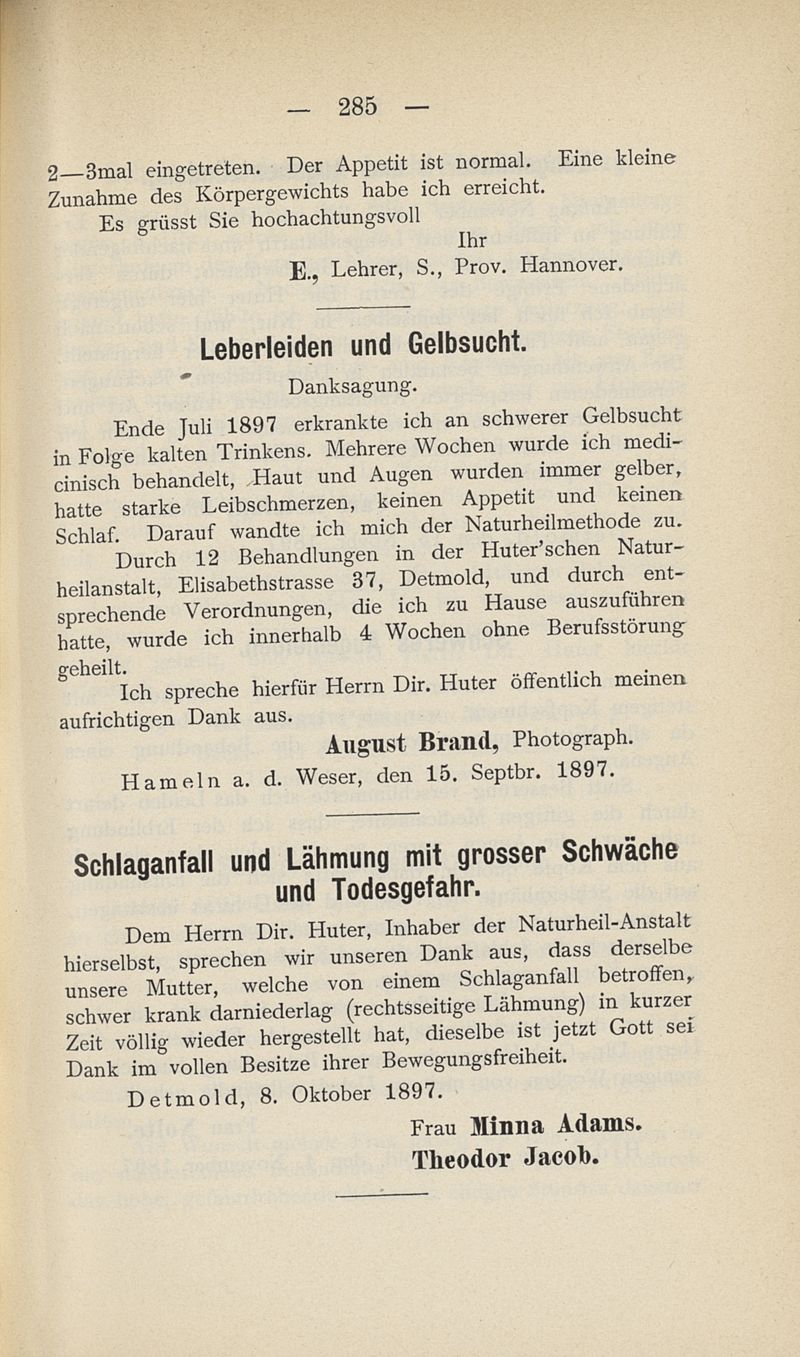 — 285 —
2—3mal eingetreten. Der Appetit ist normal. Eine kleine
Zunahme des Körpergewichts habe ich erreicht.
Es grüsst Sie hochachtungsvoll
Ihr
E., Lehrer, S., Prov. Hannover.
Leberleiden und Gelbsucht.
Danksagung.
Ende Juli 1897 erkrankte ich an schwerer Gelbsucht
in Folge kalten Trinkens. Mehrere Wochen wurde ich medi-
cinisch behandelt, Haut und Augen wurden immer gelber,
hatte starke Leibschmerzen, keinen Appetit und keinen
Schlaf. Darauf wandte ich mich der Naturheilmethode zu.
Durch 12 Behandlungen in der Huter'schen Natur-
heilanstalt, Elisabethstrasse 37, Detmold, und durch ent-
sprechende Verordnungen, die ich zu Hause auszuführen
hatte, wurde ich innerhalb 4 Wochen ohne Berufsstörung
geheilt.
Ich spreche hierfür Herrn Dir. Huter öffentlich meinen
aufrichtigen Dank aus.
August Brand, Photograph.
Hameln a. d. Weser, den 15. Septbr. 1897.
Schlaganfall und Lähmung mit grosser Schwäche
und Todesgefahr.
Dem Herrn Dir. Huter, Inhaber der Naturheil-Anstalt
hierselbst, sprechen wir unseren Dank aus, dass derselbe
unsere Mutter, welche von einem Schlaganfall betroffen,
schwer krank darniederlag (rechtsseitige Lähmung) in kurzer
Zeit völlig wieder hergestellt hat, dieselbe ist jetzt Gott sei
Dank im vollen Besitze ihrer Bewegungsfreiheit.
Detmold, 8. Oktober 1897.
Frau Minna Adams.
Theodor Jacob.